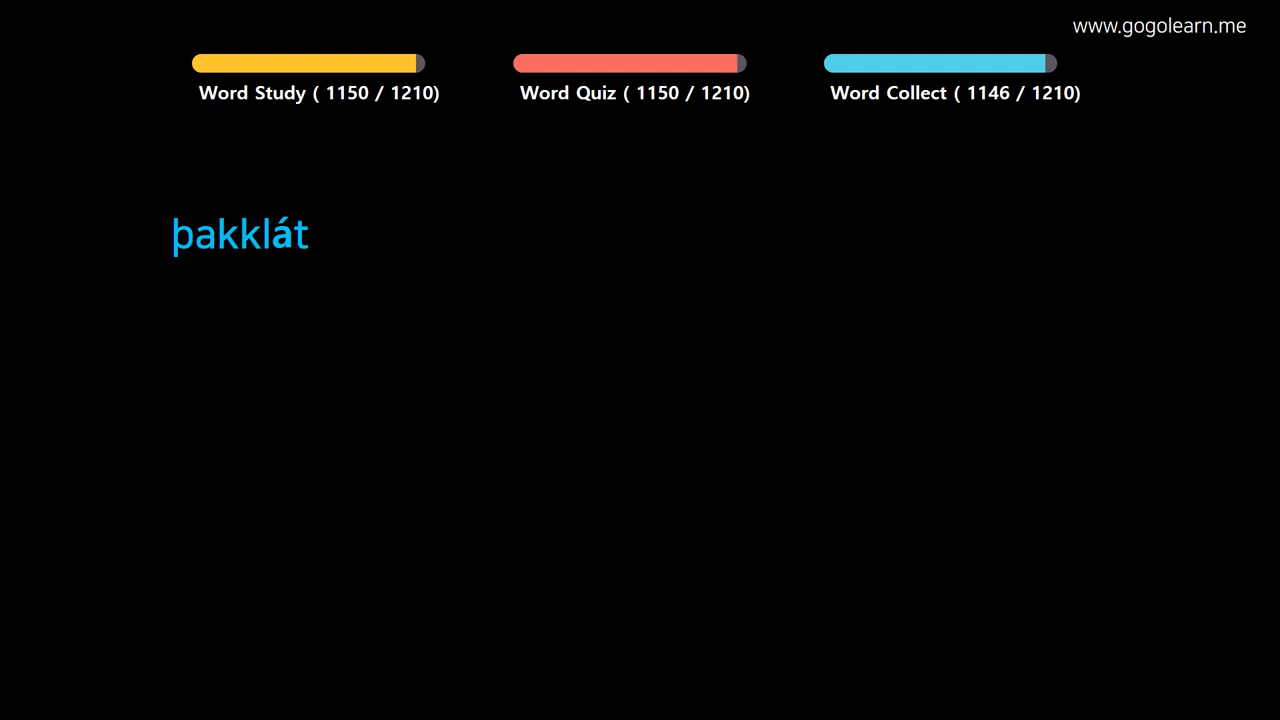 www.gogolearn.me
Word Study ( 1150 / 1210)
Word Quiz ( 1150 / 1210)
Word Collect ( 1146 / 1210)
þakklát